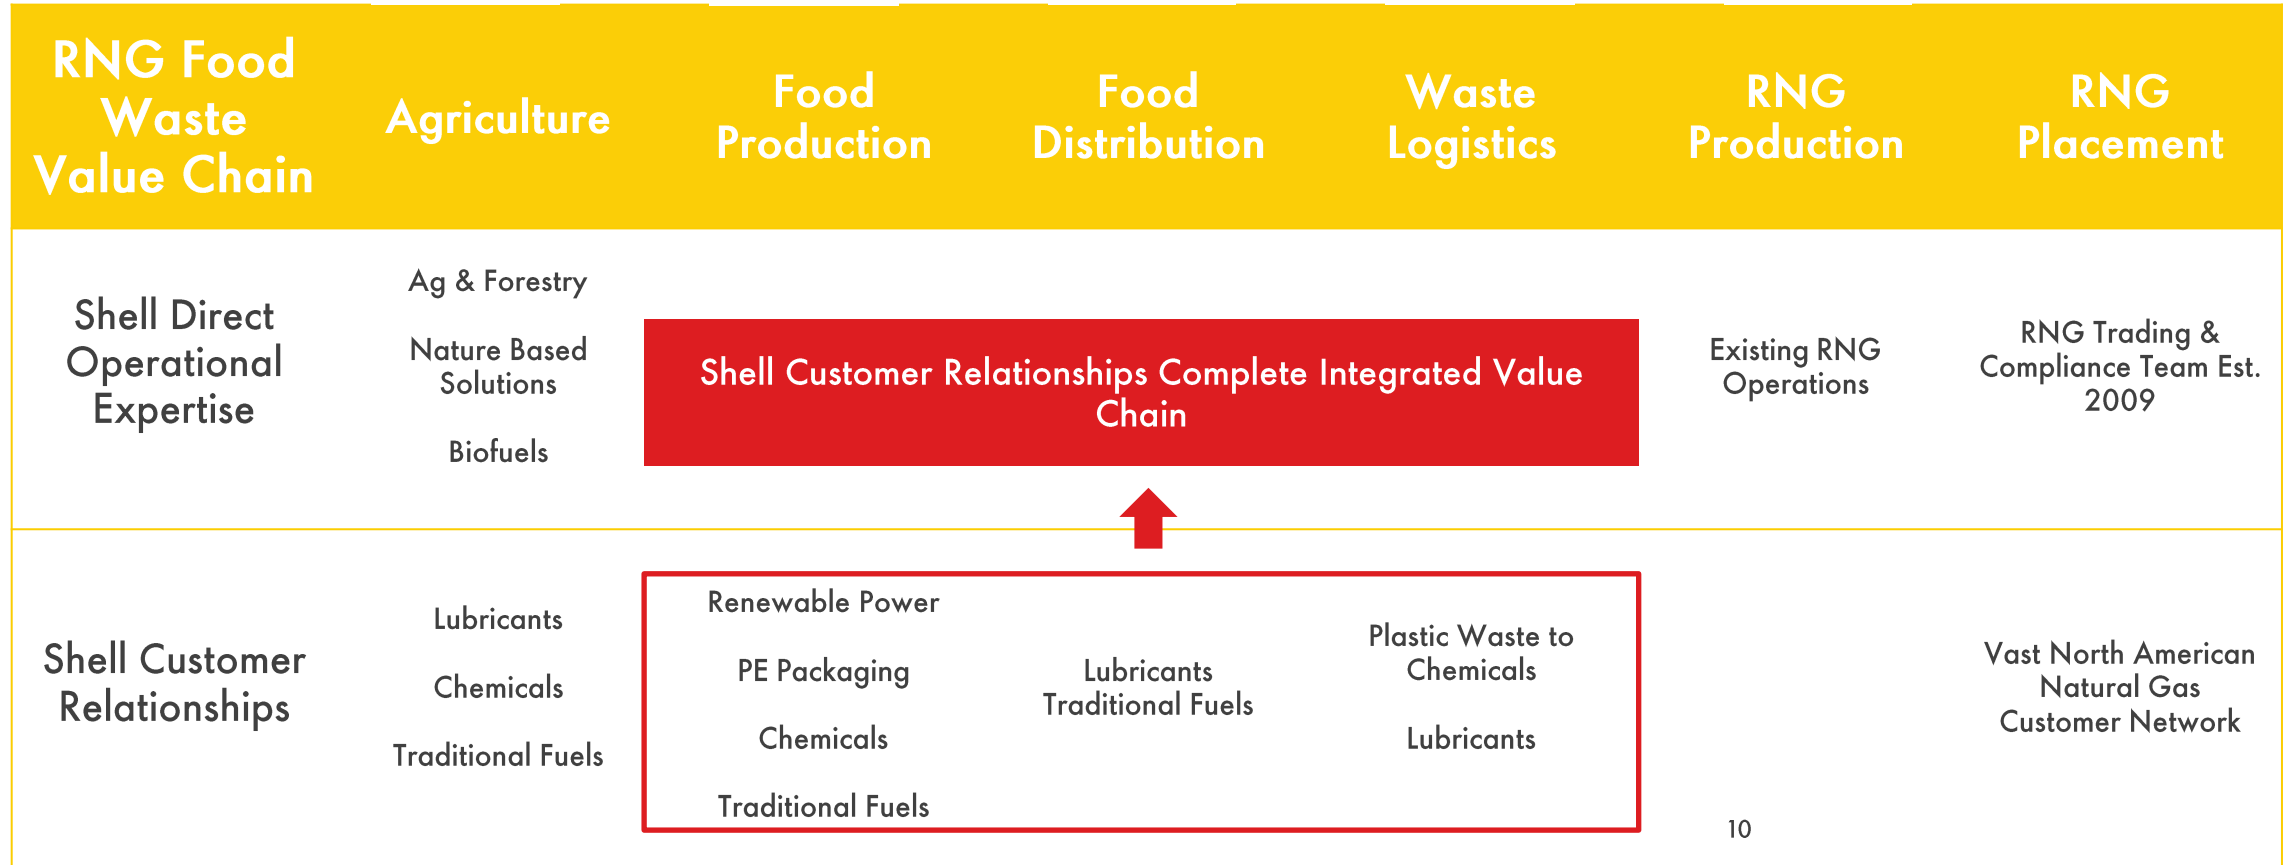 RNG Food
Waste
Value Chain
Agriculture
Food
Production
Food
Distribution
Waste
Logistics
RNG
Production
RNG
Placement
Shell Direct
Operational
Expertise
Ag & Forestry
Nature Based
Solutions
Biofuels
Shell Customer Relationships Complete Integrated Value
Chain
Existing RNG
Operations
RNG Trading &
Compliance Team Est.
2009
Shell Customer
Relationships
Lubricants
Chemicals
Traditional Fuels
Renewable Power
PE Packaging
Chemicals
Traditional Fuels
Lubricants
Traditional Fuels
Plastic Waste to
Chemicals
Lubricants
Vast North American
Natural Gas
Customer Network
10